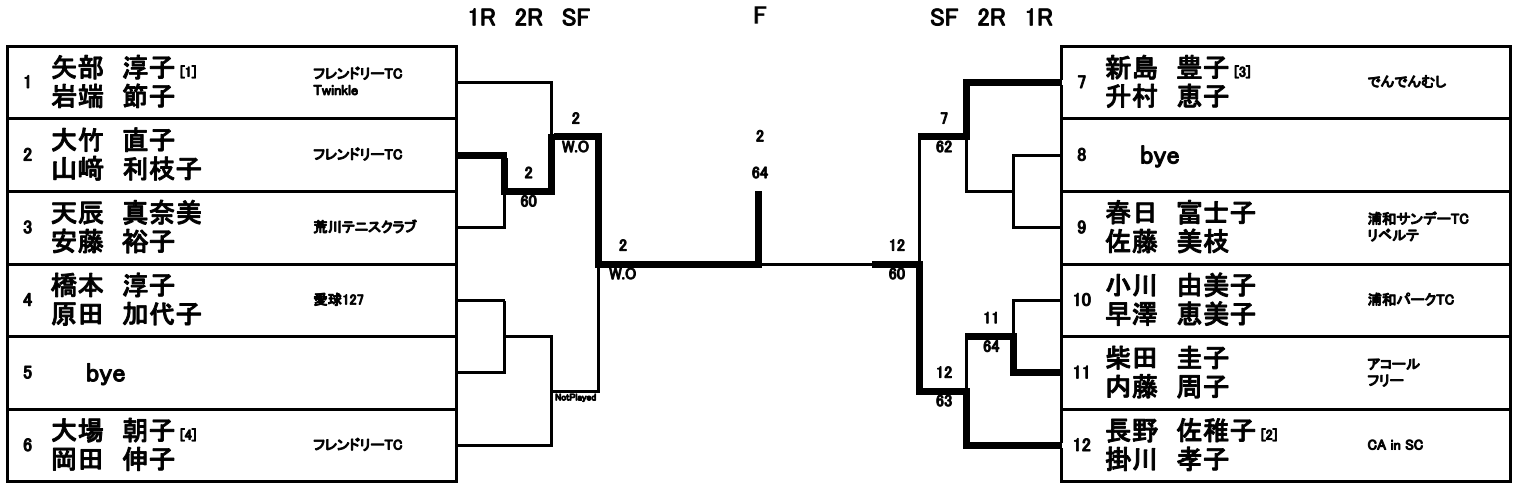 1R 2R SF F SF 2R 1R
1 矢部 淳子 [1] フレンドリーTC
岩端 節子 Twinkle
2 大竹 直子 フレンドリーTC
山﨑 利枝子
3 天辰 真奈美 荒川テニスクラブ
安藤 裕子
4 橋本 淳子 愛球127
原田 加代子
5 bye
6 大場 朝子 [4] フレンドリーTC
岡田 伸子
2
60
2
W.O
NotPlayed
2
W.O
2
64
12
60
7
62
12
63
11
64
7 新島 豊子 [3] でんでんむし
升村 恵子
8 bye
9 春日 富士子 浦和サンデーTC
佐藤 美枝 リベルテ
10 小川 由美子 浦和パークTC
早澤 恵美子
11 柴田 圭子 アコール
内藤 周子 フリー
12 長野 佐稚子 [2] CA in SC
掛川 孝子